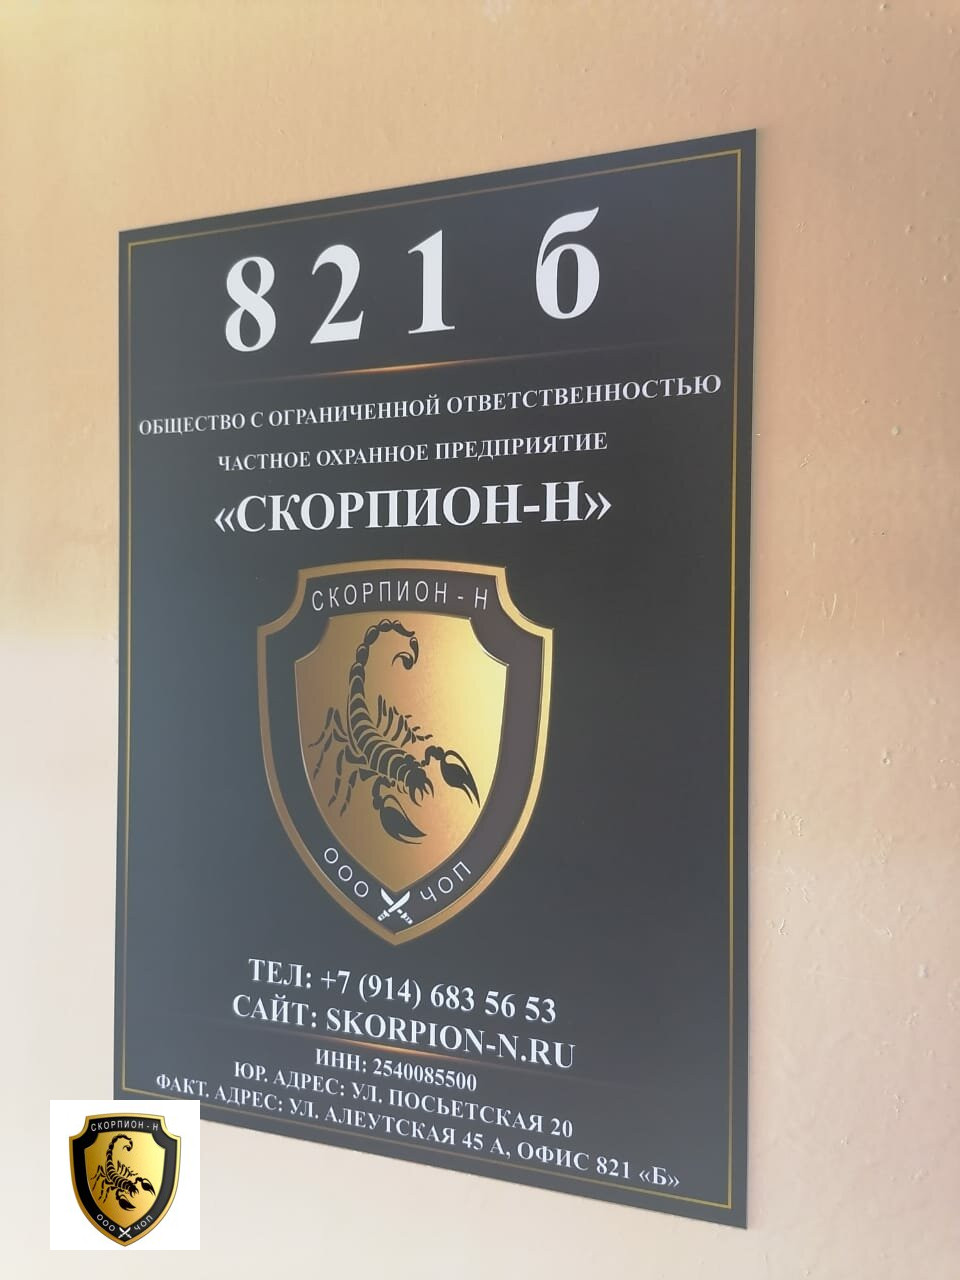 821 б
ОБЩЕСТВО С ОГРАНИЧЕННОЙ ОТВЕТСТВЕННОСТЬЮ
ЧАСТНОЕ ОХРАННОЕ ПРЕДПРИЯТИЕ
«СКОРПИОН-Н»
СКОРПИОН - Н
ООО ЧОП
ТЕЛ: +7 (914) 683 56 53
САЙТ: SKORPION-N.RU
ИНН: 2540085500
ЮР. АДРЕС: УЛ. ПОСЬЕТСКАЯ 20
ФАКТ. АДРЕС: УЛ. АЛЕУТСКАЯ 45 А, ОФИС 821 «Б»
СКОРПИОН - Н
ООО ЧОП